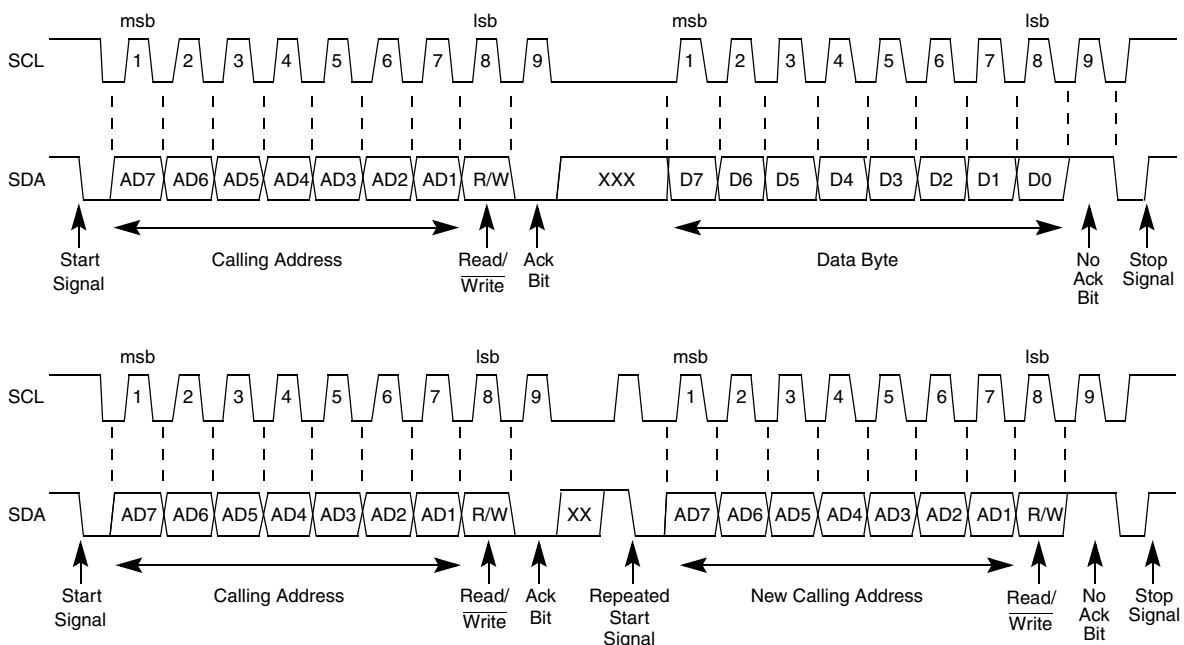 msb lsb msb lsb
SCL 1 2 3 4 5 6 7 8 9 1 2 3 4 5 6 7 8 9
SDA AD7 AD6 AD5 AD4 AD3 AD2 AD1 R/W XXX D7 D6 D5 D4 D3 D2 D1 D0
Start Signal
Calling Address
Read/ Write
Ack Bit
Data Byte
No Ack Bit
Stop Signal
msb lsb msb lsb
SCL 1 2 3 4 5 6 7 8 9 1 2 3 4 5 6 7 8 9
SDA AD7 AD6 AD5 AD4 AD3 AD2 AD1 R/W XX AD7 AD6 AD5 AD4 AD3 AD2 AD1 R/W
Start Signal
Calling Address
Read/ Write
Ack Bit
Repeated Start Signal
New Calling Address
Read/ Write
No Ack Bit
Stop Signal